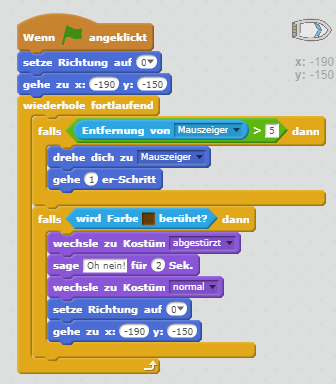 Wenn angeklickt
setze Richtung auf 0
gehe zu x: -190 y: -150
x: -190
y: -150
wiederhole fortlaufend
falls Entfernung von Mauszeiger > 5 dann
drehe dich zu Mauszeiger
gehe 1 er-Schritt
falls wird Farbe berührt? dann
wechsle zu Kostüm abgestürzt
sage Oh nein! für 2 Sek.
wechsle zu Kostüm normal
setze Richtung auf 0
gehe zu x: -190 y: -150